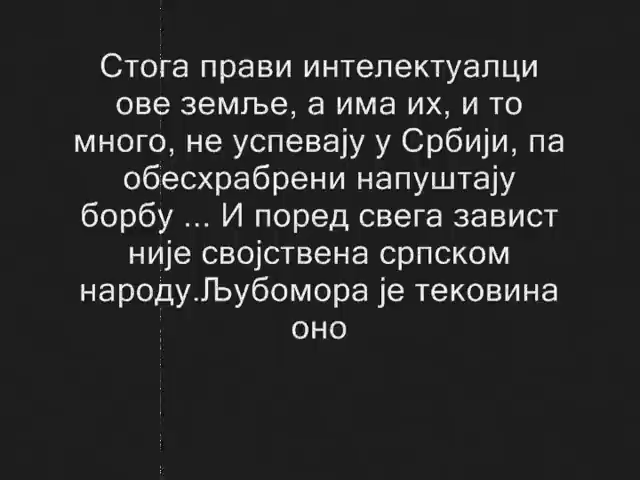 Стога прави интелектуалци
ове земље, а има их, и то
много, не успевају у Србији, па
обесхрабрени напуштају
борбу ... И поред свега завист
није својствена српском
народу.Љубомора је тековина
оно